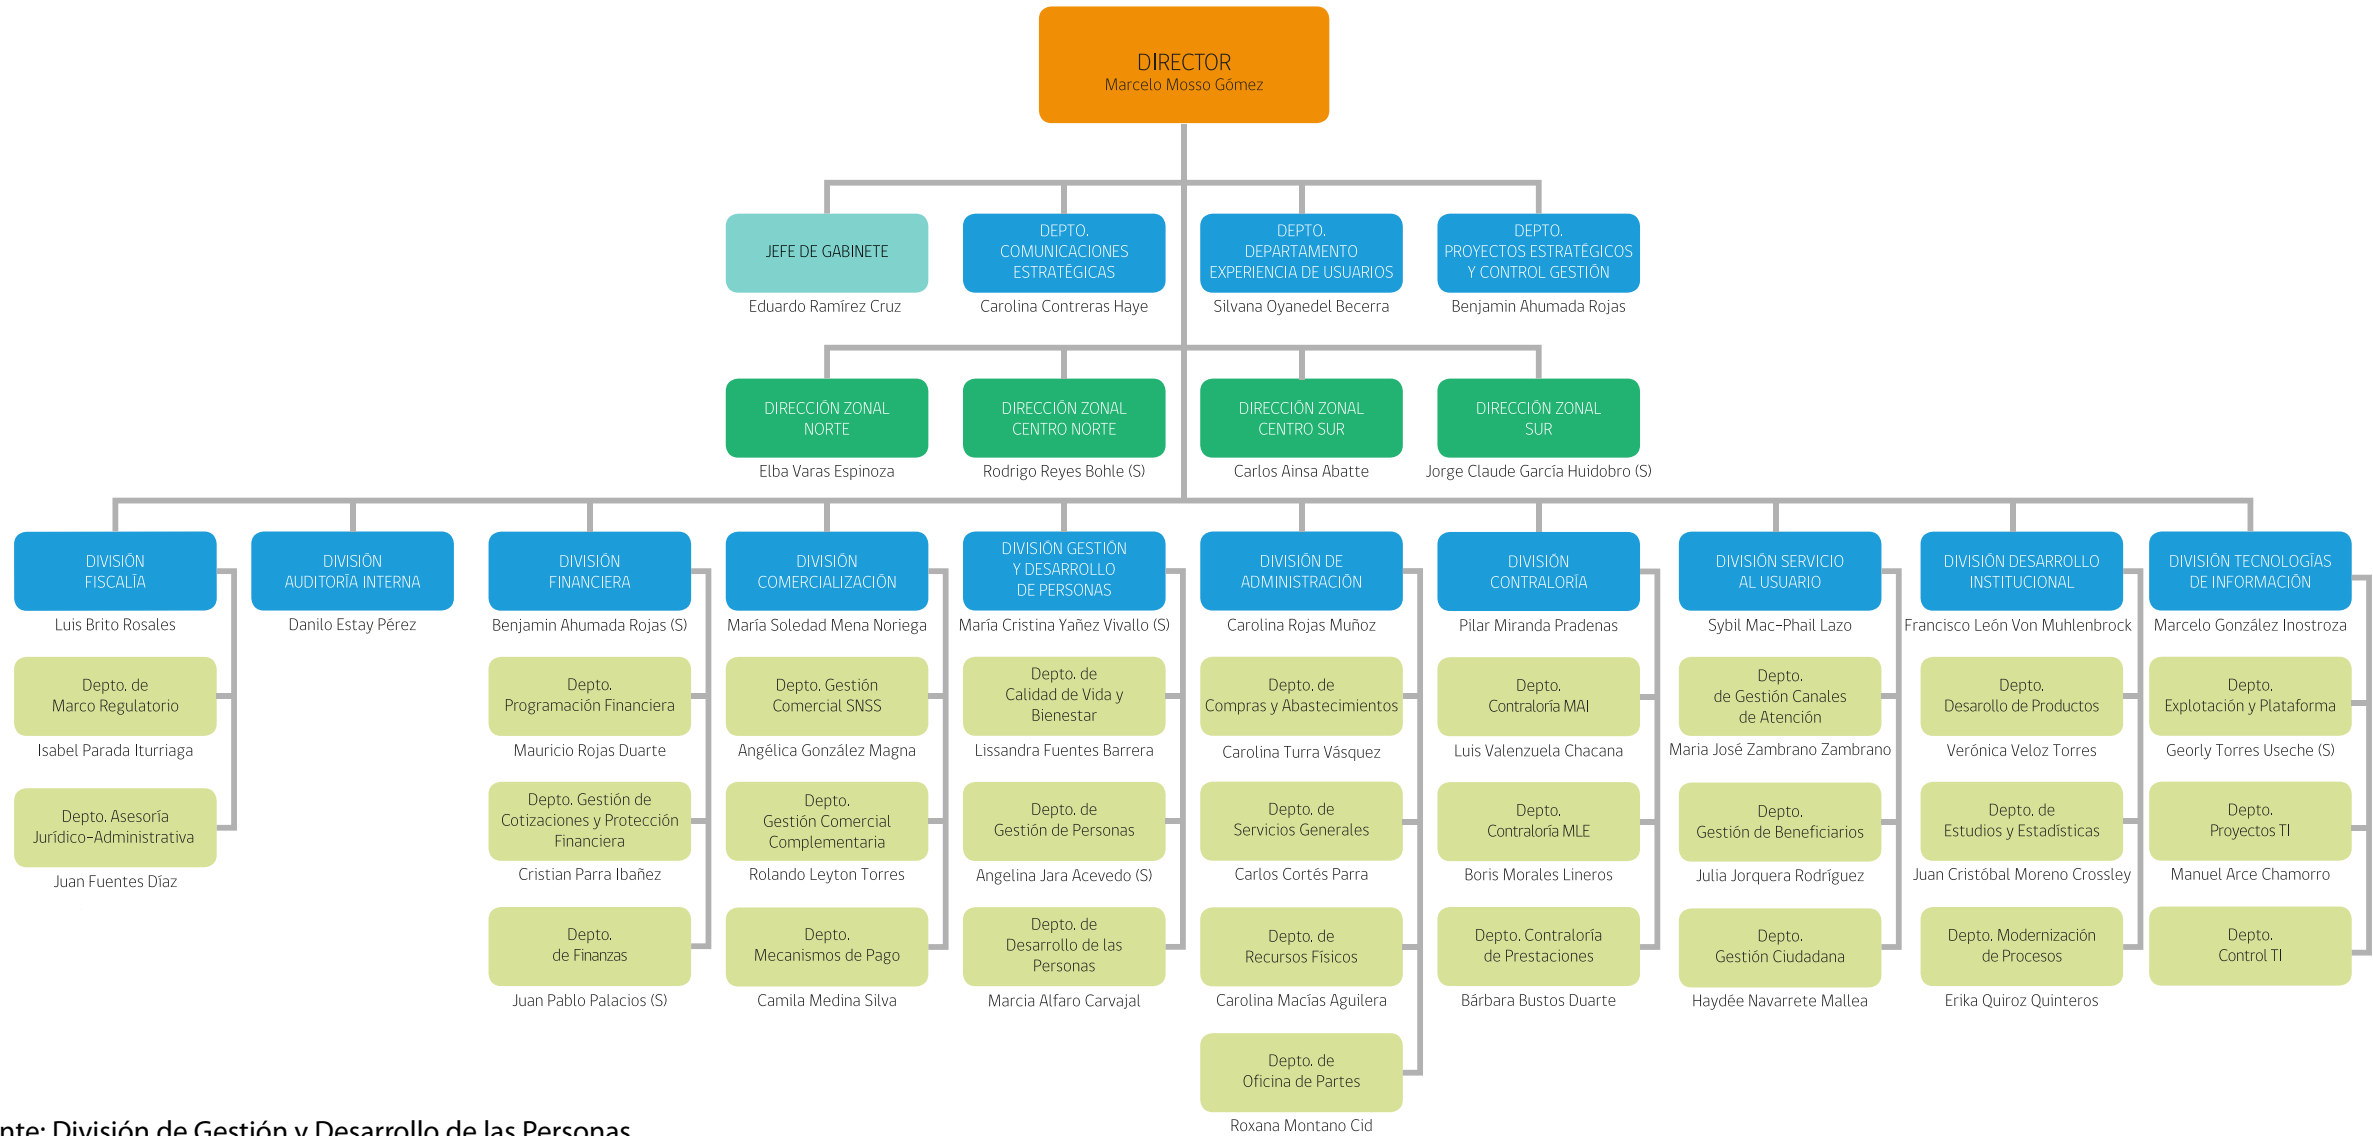 DIRECTOR
Marcelo Mosso Gómez
JEFE DE GABINETE
Eduardo Ramírez Cruz
DEPTO.
COMUNICACIONES
ESTRATÉGICAS
Carolina Contreras Haye
DEPTO.
DEPARTAMENTO
EXPERIENCIA DE USUARIOS
Silvana Oyanedel Becerra
DEPTO.
PROYECTOS ESTRATÉGICOS
Y CONTROL GESTIÓN
Benjamin Ahumada Rojas
DIRECCIÓN ZONAL
NORTE
Elba Varas Espinoza
DIRECCIÓN ZONAL
CENTRO NORTE
Rodrigo Reyes Bohle (S)
DIRECCIÓN ZONAL
CENTRO SUR
Carlos Ainsa Abatte
DIRECCIÓN ZONAL
SUR
Jorge Claude García Huidobro (S)
DIVISIÓN
FISCALÍA
Luis Brito Rosales
Depto. de
Marco Regulatorio
Isabel Parada Iturriaga
Depto. Asesoría
Jurídico-Administrativa
Juan Fuentes Díaz
DIVISIÓN
AUDITORÍA INTERNA
Danilo Estay Pérez
DIVISIÓN
FINANCIERA
Benjamin Ahumada Rojas (S)
Depto.
Programación Financiera
Mauricio Rojas Duarte
Depto. Gestión de
Cotizaciones y Protección
Financiera
Cristian Parra Ibañez
Depto.
de Finanzas
Juan Pablo Palacios (S)
DIVISIÓN
COMERCIALIZACIÓN
María Soledad Mena Noriega
Depto. Gestión
Comercial SNSS
Angélica González Magna
Depto.
Gestión Comercial
Complementaria
Rolando Leyton Torres
Depto.
Mecanismos de Pago
Camila Medina Silva
DIVISIÓN GESTIÓN
Y DESARROLLO
DE PERSONAS
María Cristina Yañez Vivallo (S)
Depto. de
Calidad de Vida y
Bienestar
Lissandra Fuentes Barrera
Depto. de
Gestión de Personas
Angelina Jara Acevedo (S)
Depto. de
Desarrollo de las
Personas
Marcia Alfaro Carvajal
DIVISIÓN DE
ADMINISTRACIÓN
Carolina Rojas Muñoz
Depto. de
Compras y Abastecimientos
Carolina Turra Vásquez
Depto. de
Servicios Generales
Carlos Cortés Parra
Depto. de
Recursos Físicos
Carolina Macías Aguilera
Depto. de
Oficina de Partes
Roxana Montano Cid
DIVISIÓN
CONTRALORÍA
Pilar Miranda Pradenas
Depto.
Contraloría MAI
Luis Valenzuela Chacana
Depto.
Contraloría MLE
Boris Morales Lineros
Depto. Contraloría
de Prestaciones
Bárbara Bustos Duarte
DIVISIÓN SERVICIO
AL USUARIO
Sybil Mac-Phail Lazo
Depto.
de Gestión Canales
de Atención
Maria José Zambrano Zambrano
Depto.
Gestión de Beneficiarios
Julia Jorquera Rodríguez
Depto.
Gestión Ciudadana
Haydée Navarrete Mallea
DIVISIÓN DESARROLLO
INSTITUCIONAL
Francisco León Von Muhlenbrock
Depto.
Desarollo de Productos
Verónica Veloz Torres
Depto. de
Estudios y Estadísticas
Juan Cristóbal Moreno Crossley
Depto. Modernización
de Procesos
Erika Quiroz Quinteros
DIVISIÓN TECNOLOGÍAS
DE INFORMACIÓN
Marcelo González Inostroza
Depto.
Explotación y Plataforma
Georly Torres Useche (S)
Depto.
Proyectos TI
Manuel Arce Chamorro
Depto.
Control TI
nte: División de Gestión y Desarrollo de las Personas